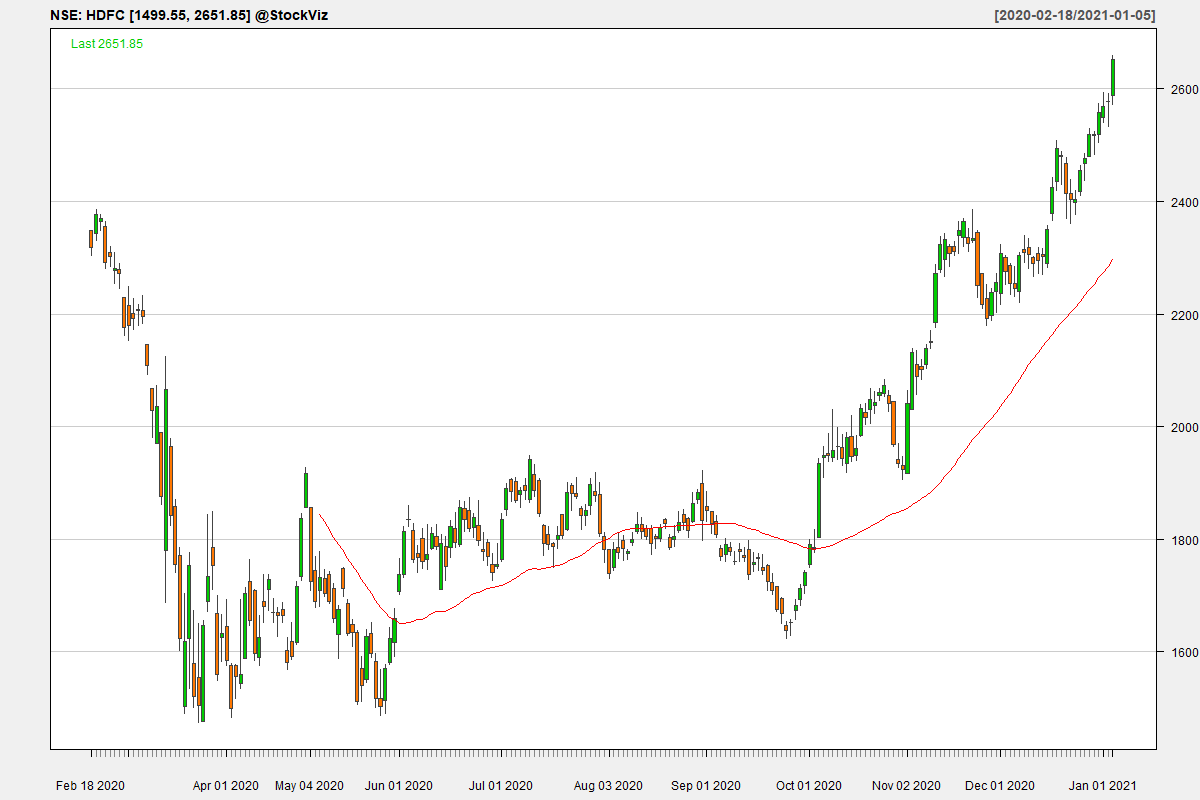 NSE: HDFC [1499.55, 2651.85] @StockViz [2020-02-18/2021-01-05]
Last 2651.85
2600
2400
2200
2000
1800
1600
Feb 18 2020 Apr 01 2020 May 04 2020 Jun 01 2020 Jul 01 2020 Aug 03 2020 Sep 01 2020 Oct 01 2020 Nov 02 2020 Dec 01 2020 Jan 01 2021